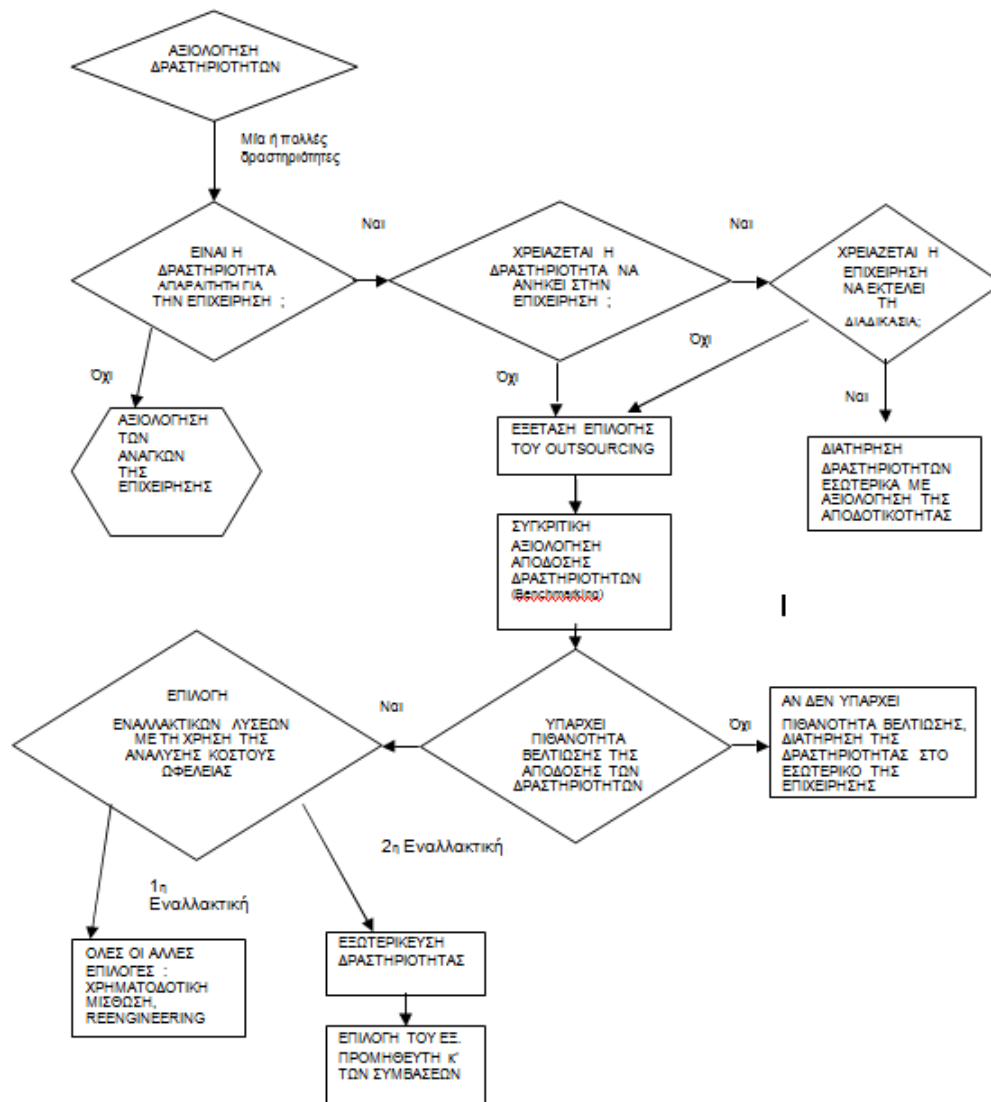 ΑΞΙΟΛΟΓΗΣΗ
ΔΡΑΣΤΗΡΙΟΤΗΤΩΝ
Μία ή πολλές
δραστηριότητες
ΕΙΝΑΙ Η
ΔΡΑΣΤΗΡΙΟΤΗΤΑ
ΑΠΑΡΑΙΤΗΤΗ ΓΙΑ
ΤΗΝ ΕΠΙΧΕΙΡΗΣΗ ;
Ναι
ΧΡΕΙΑΖΕΤΑΙ Η
ΔΡΑΣΤΗΡΙΟΤΗΤΑ ΝΑ
ΑΝΗΚΕΙ ΣΤΗΝ
ΕΠΙΧΕΙΡΗΣΗ ;
Ναι
ΧΡΕΙΑΖΕΤΑΙ Η
ΕΠΙΧΕΙΡΗΣΗ
ΝΑ ΕΚΤΕΛΕΙ
ΤΗ
ΔΙΑΔΙΚΑΣΙΑ;
Όχι
Όχι
Όχι
Ναι
ΑΞΙΟΛΟΓΗΣΗ
ΤΩΝ
ΑΝΑΓΚΩΝ
ΤΗΣ
ΕΠΙΧΕΙΡΗΣΗΣ
ΕΞΕΤΑΣΗ ΕΠΙΛΟΓΗΣ
ΤΟΥ OUTSOURCING
ΔΙΑΤΗΡΗΣΗ
ΔΡΑΣΤΗΡΙΟΤΗΤΩΝ
ΕΣΩΤΕΡΙΚΑ ΜΕ
ΑΞΙΟΛΟΓΗΣΗ ΤΗΣ
ΑΠΟΔΟΤΙΚΟΤΗΤΑΣ
ΣΥΓΚΡΙΤΙΚΗ
ΑΞΙΟΛΟΓΗΣΗ
ΑΠΟΔΟΣΗΣ
ΔΡΑΣΤΗΡΙΟΤΗΤΩΝ
(Benchmarking)
ΕΠΙΛΟΓΗ
ΕΝΑΛΛΑΚΤΙΚΩΝ ΛΥΣΕΩΝ
ΜΕ ΤΗ ΧΡΗΣΗ ΤΗΣ
ΑΝΑΛΥΣΗΣ ΚΟΣΤΟΥΣ
ΩΦΕΛΕΙΑΣ
Ναι
ΥΠΑΡΧΕΙ
ΠΙΘΑΝΟΤΗΤΑ
ΒΕΛΤΙΩΣΗΣ ΤΗΣ
ΑΠΟΔΟΣΗΣ ΤΩΝ
ΔΡΑΣΤΗΡΙΟΤΗΤΩΝ
Όχι
ΑΝ ΔΕΝ ΥΠΑΡΧΕΙ
ΠΙΘΑΝΟΤΗΤΑ ΒΕΛΤΙΩΣΗΣ,
ΔΙΑΤΗΡΗΣΗ ΤΗΣ
ΔΡΑΣΤΗΡΙΟΤΗΤΑΣ ΣΤΟ
ΕΣΩΤΕΡΙΚΟ ΤΗΣ
ΕΠΙΧΕΙΡΗΣΗΣ
2η Εναλλακτική
1η
Εναλλακτική
ΟΛΕΣ ΟΙ ΑΛΛΕΣ
ΕΠΙΛΟΓΕΣ :
ΧΡΗΜΑΤΟΔΟΤΙΚΗ
ΜΙΣΘΩΣΗ,
REENGINEERING
ΕΞΩΤΕΡΙΚΕΥΣΗ
ΔΡΑΣΤΗΡΙΟΤΗΤΑΣ
ΕΠΙΛΟΓΗ ΤΟΥ ΕΞ.
ΠΡΟΜΗΘΕΥΤΗ κ'
ΤΩΝ ΣΥΜΒΑΣΕΩΝ